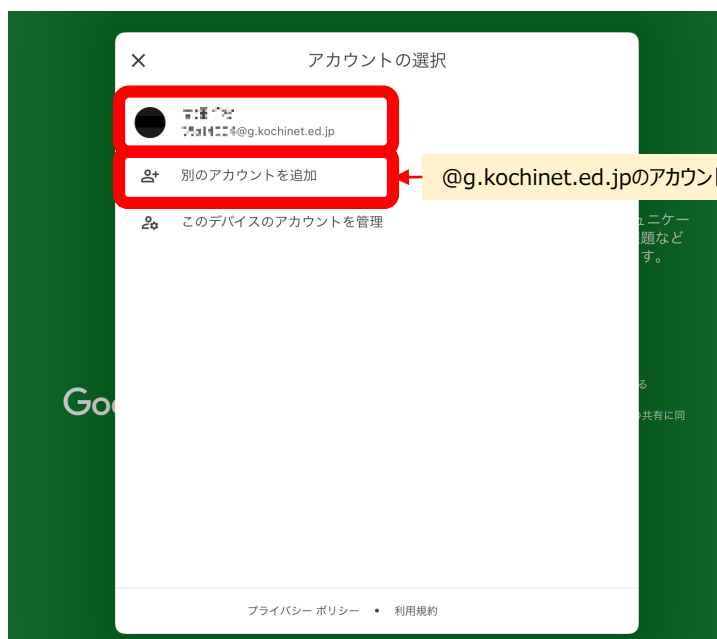 アカウントの選択
@g.kochinet.ed.jp
別のアカウントを追加
@g.kochinet.ed.jpのアカウン
このデバイスのアカウントを管理
ュニケー
題など
す。
Goo
る
の共有に同
プライバシー ポリシー • 利用規約